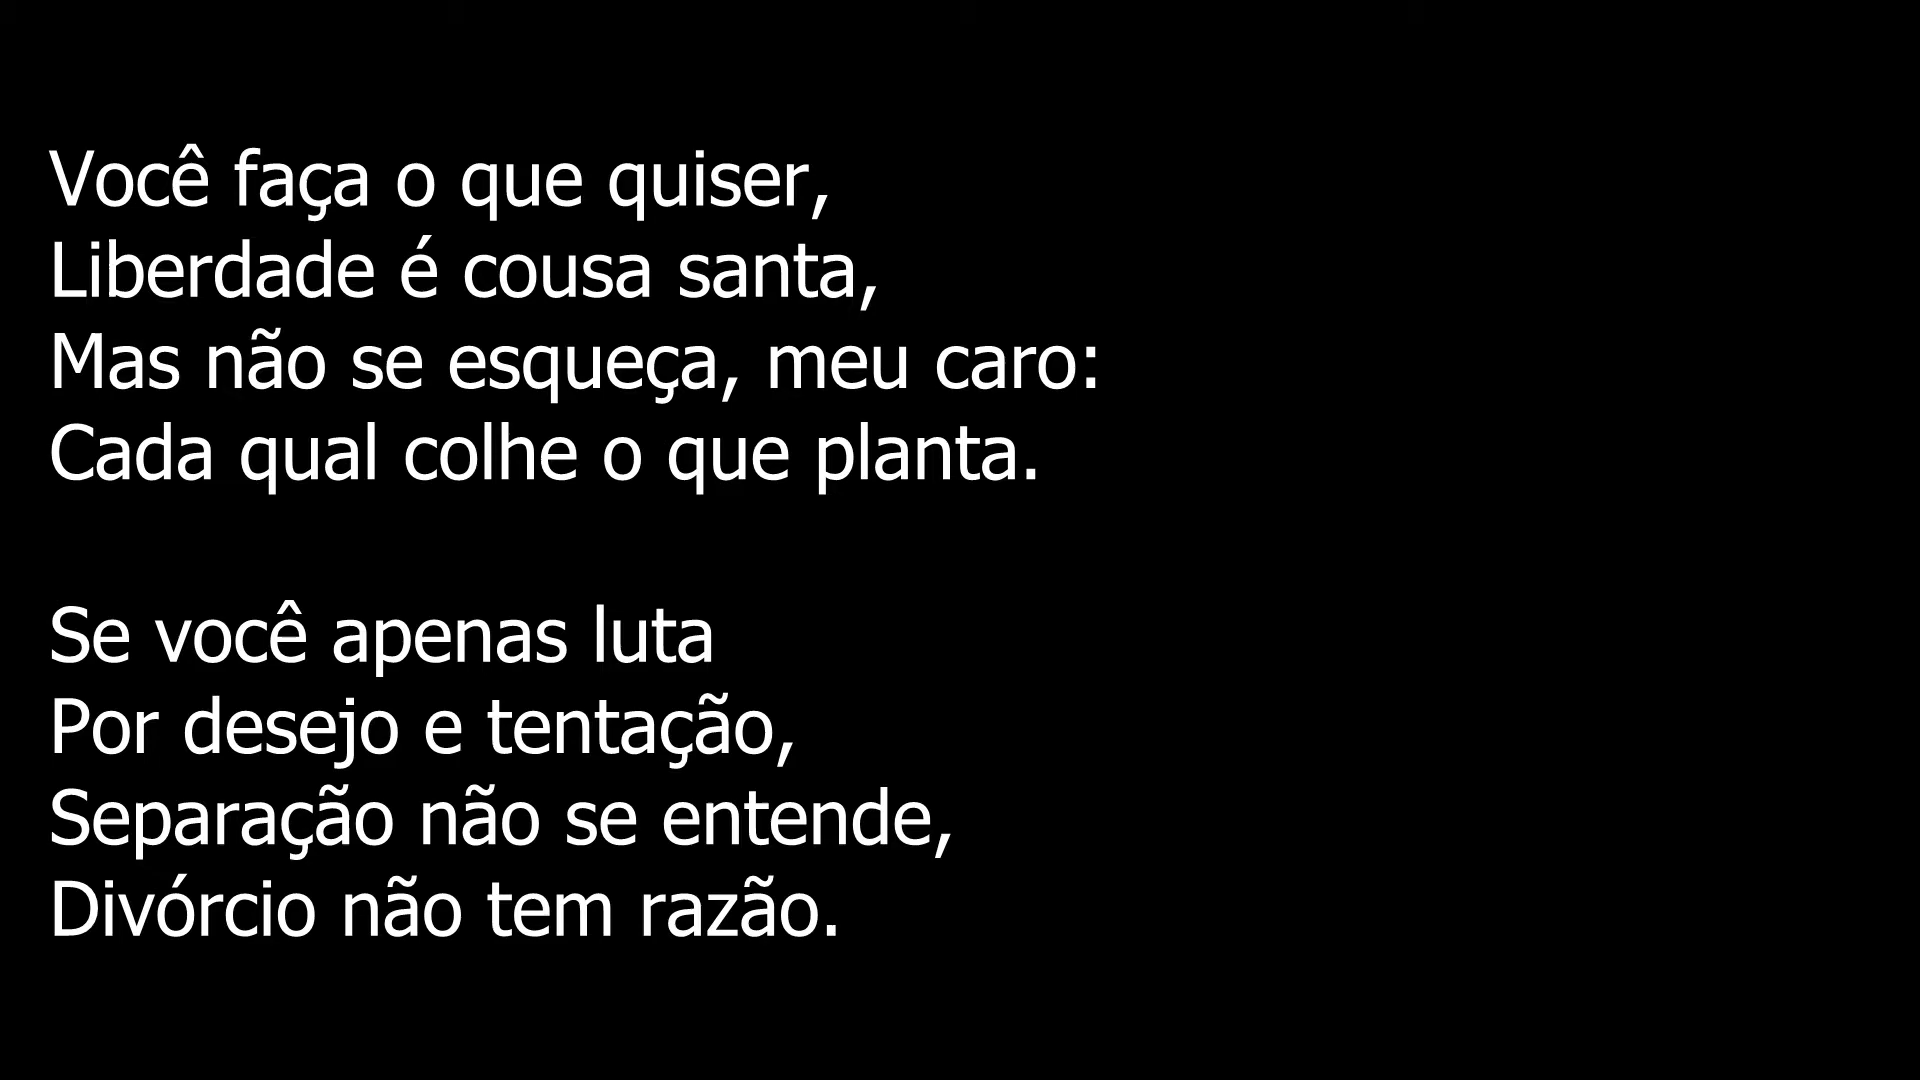 Você faça o que quiser,
Liberdade é cousa santa,
Mas não se esqueça, meu caro:
Cada qual colhe o que planta.

Se você apenas luta
Por desejo e tentação,
Separação não se entende,
Divórcio não tem razão.